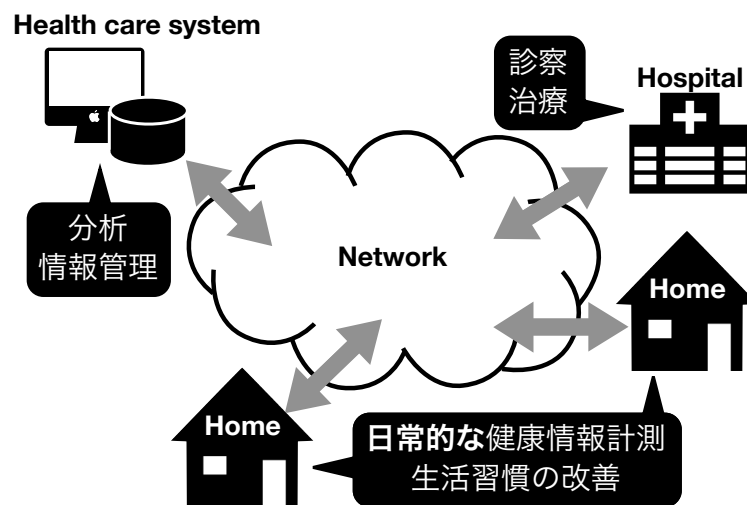 Health care system
分析
情報管理
診察
治療
Hospital
Network
Home
Home
日常的な健康情報計測
生活習慣の改善